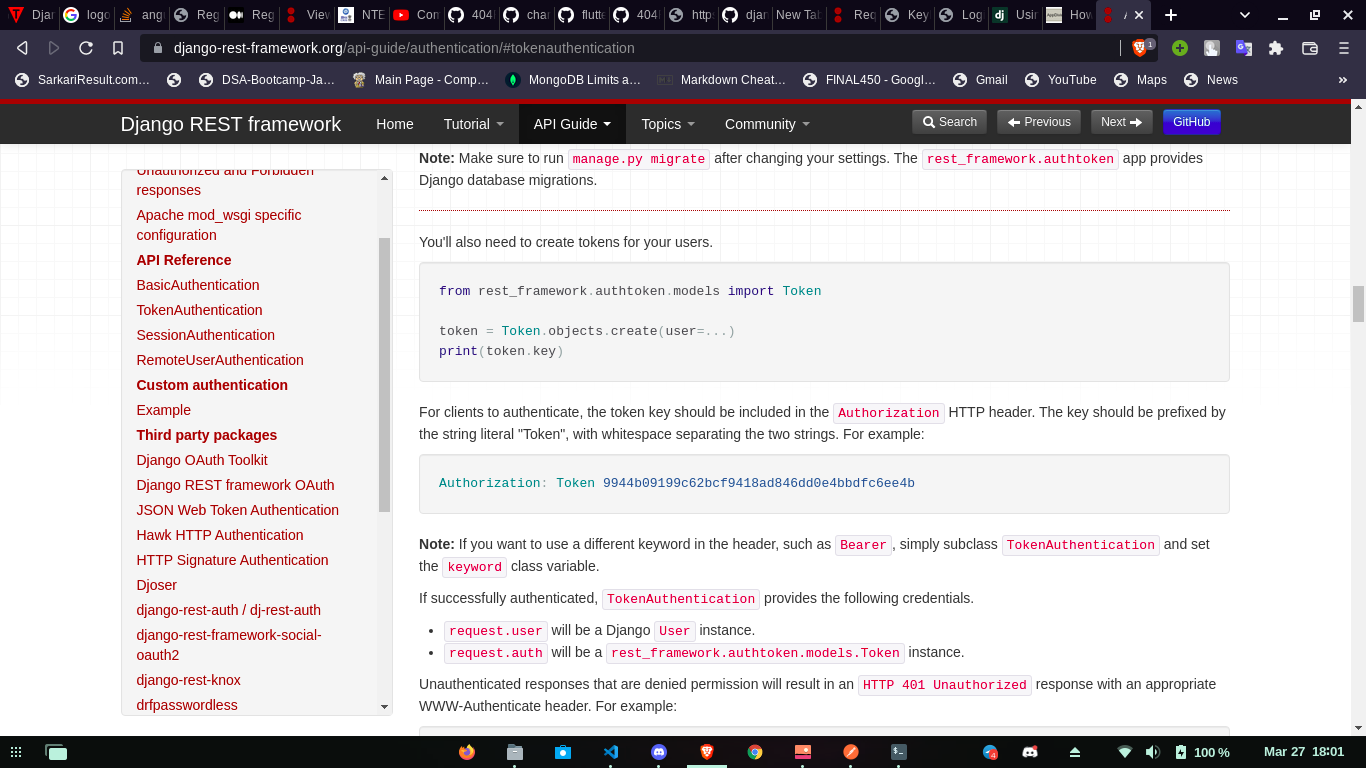 Djan
logo
ang
Reg
Reg
View
NTE
Con
404
char
flutte
404
http
djan
New Tab
Req
Key
Log
Usin
How
A
django-rest-framework.org/api-guide/authentication/#tokenauthentication
1
SarkariResult.com…
DSA-Bootcamp-Ja…
Main Page - Comp…
MongoDB Limits a…
Markdown Cheat…
FINAL450 - Googl…
Gmail
YouTube
Maps
News
»
Django REST framework
Home
Tutorial
API Guide
Topics
Community
Search
Previous
Next
GitHub
Unauthorized and Forbidden
responses
Apache mod_wsgi specific
configuration
API Reference
BasicAuthentication
TokenAuthentication
SessionAuthentication
RemoteUserAuthentication
Custom authentication
Example
Third party packages
Django OAuth Toolkit
Django REST framework OAuth
JSON Web Token Authentication
Hawk HTTP Authentication
HTTP Signature Authentication
Djoser
django-rest-auth / dj-rest-auth
django-rest-framework-social-
oauth2
django-rest-knox
drfpasswordless
Note: Make sure to run manage.py migrate after changing your settings. The rest_framework.authtoken app provides
Django database migrations.
You'll also need to create tokens for your users.
from rest_framework.authtoken.models import Token
token = Token.objects.create(user=...)
print(token.key)
For clients to authenticate, the token key should be included in the Authorization HTTP header. The key should be prefixed by
the string literal "Token", with whitespace separating the two strings. For example:
Authorization: Token 9944b09199c62bcf9418ad846dd0e4bbdfc6ee4b
Note: If you want to use a different keyword in the header, such as Bearer, simply subclass TokenAuthentication and set
the keyword class variable.
If successfully authenticated, TokenAuthentication provides the following credentials.
• request.user will be a Django User instance.
• request.auth will be a rest_framework.authtoken.models.Token instance.
Unauthenticated responses that are denied permission will result in an HTTP 401 Unauthorized response with an appropriate
WWW-Authenticate header. For example:
100 %
Mar 27 18:01